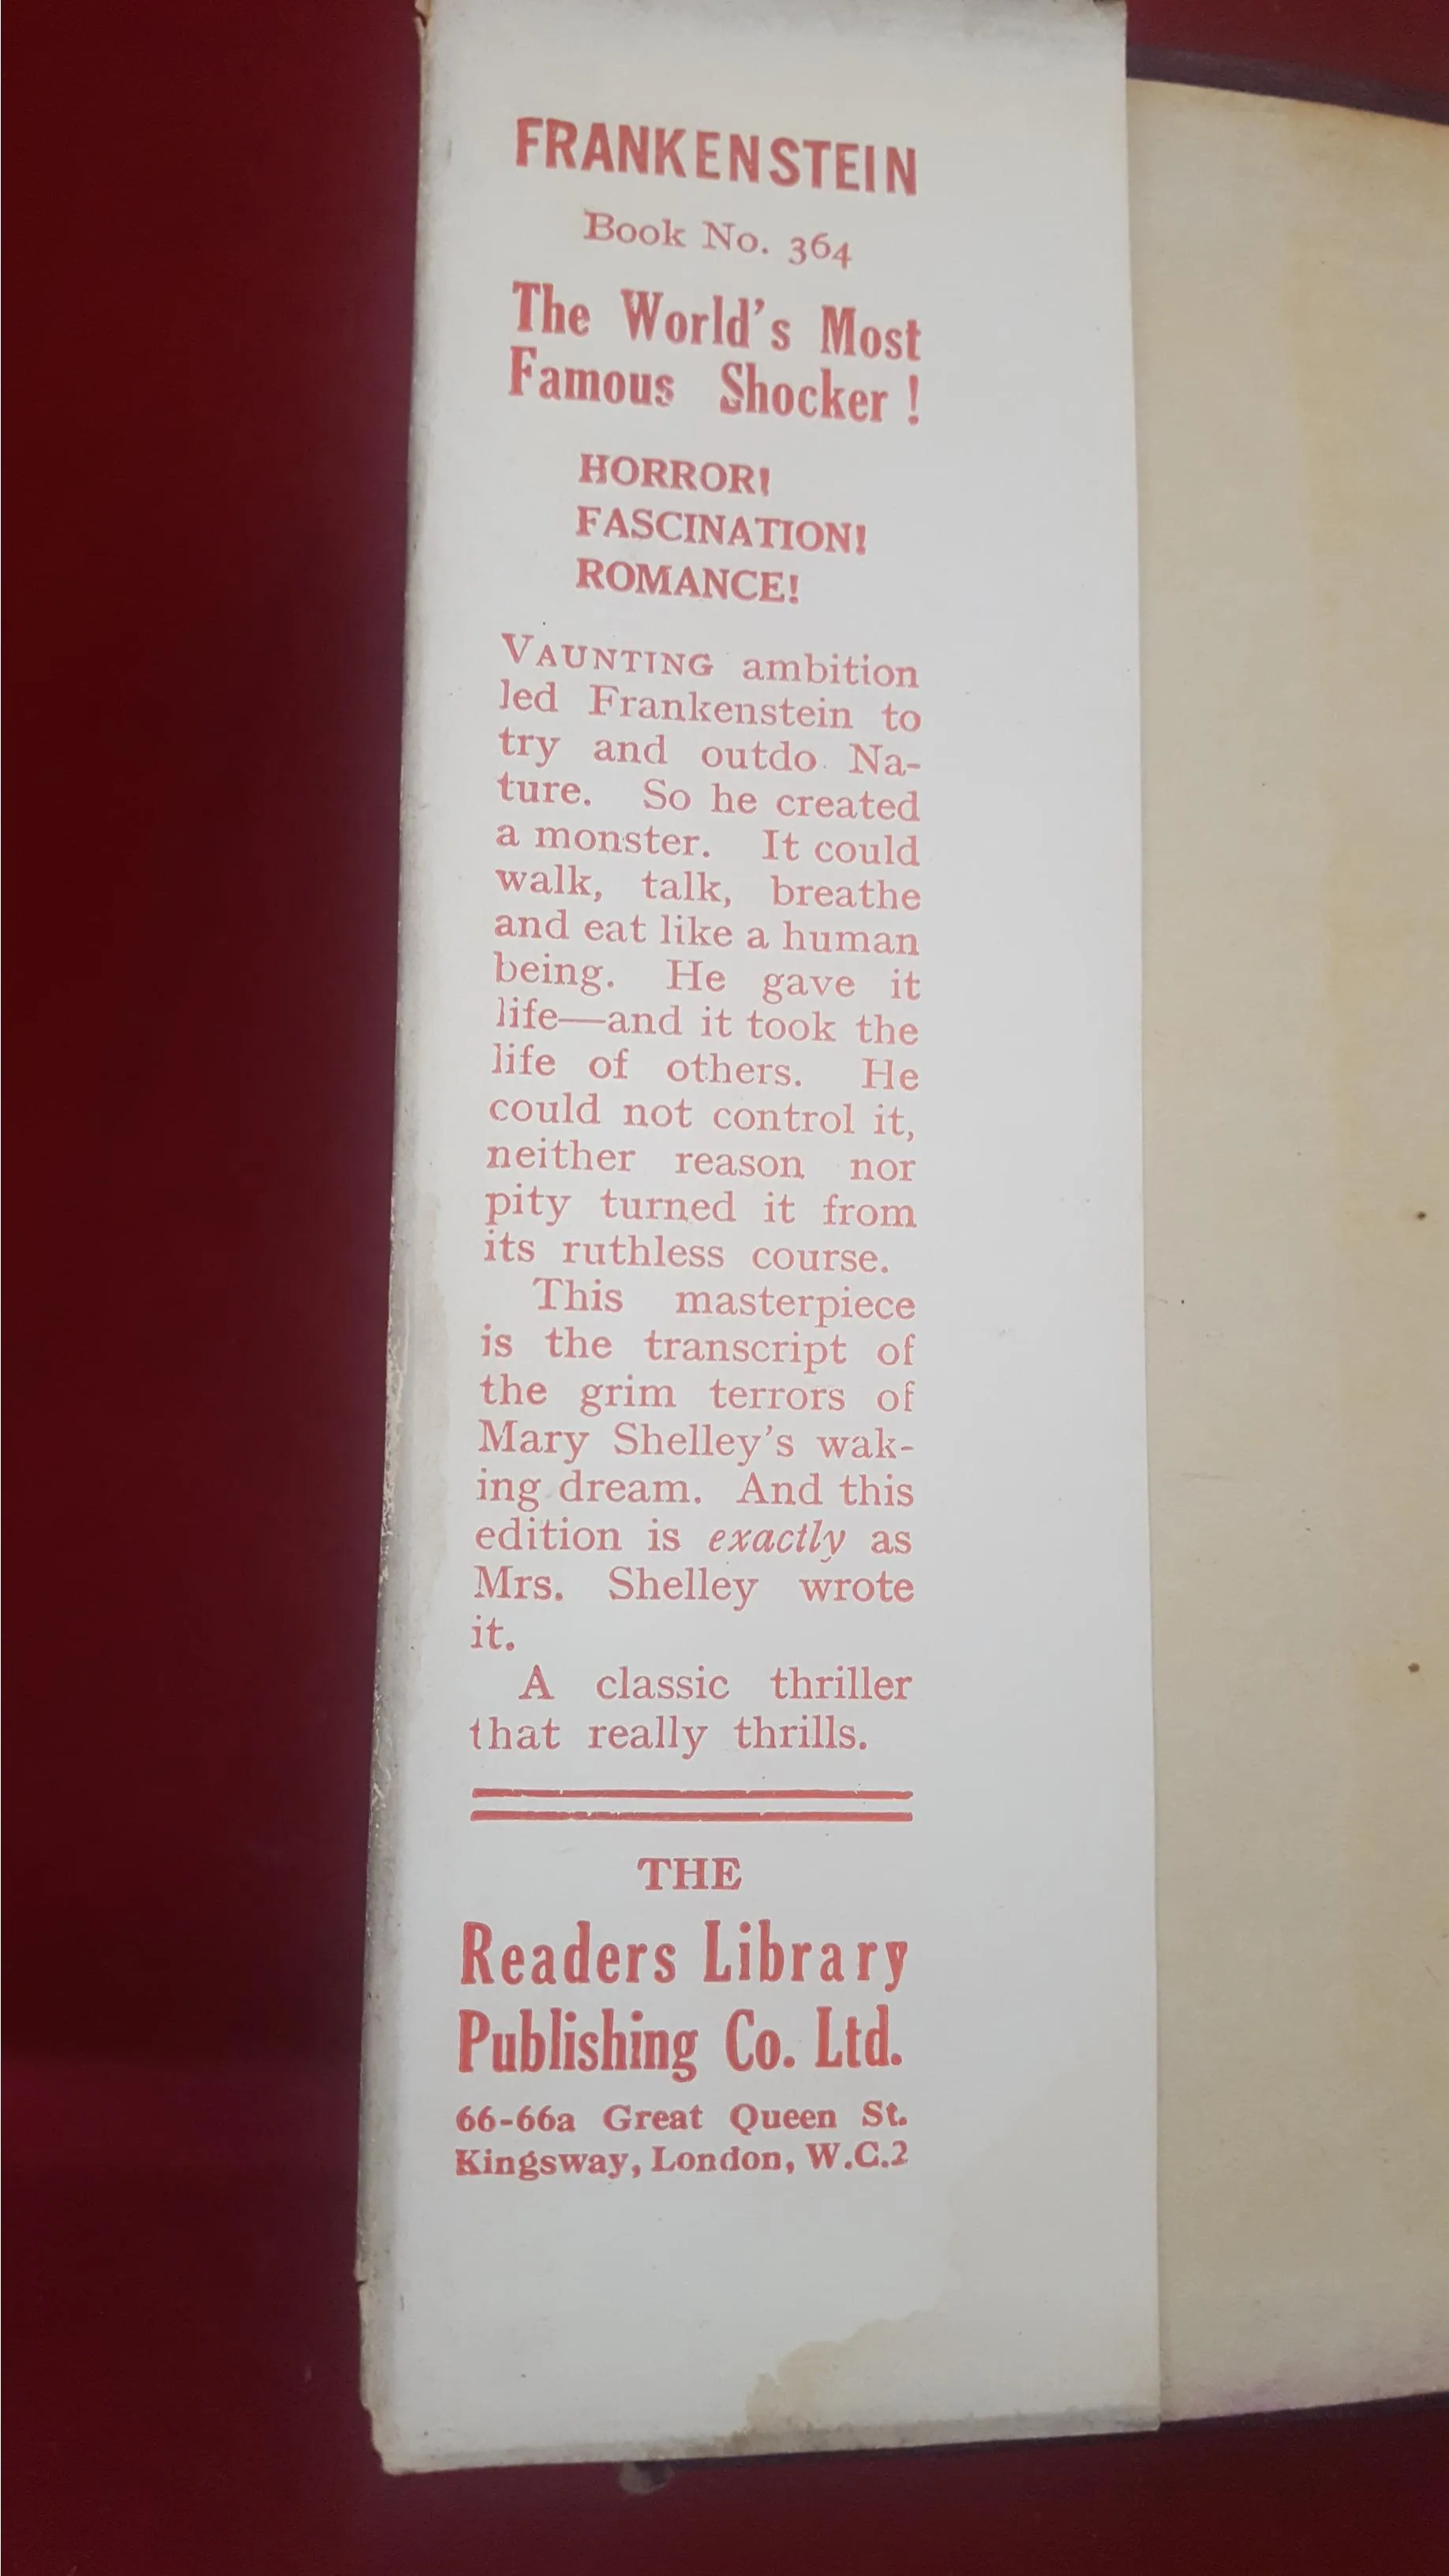 FRANKENSTEIN
Book No. 364
The World's Most
Famous Shocker !
HORROR!
FASCINATION!
ROMANCE!
VAUNTING ambition
led Frankenstein to
try and outdo Na-
ture. So he created
a monster. It could
walk, talk, breathe
and eat like a human
being. He gave it
life—and it took the
life of others. He
could not control it,
neither reason nor
pity turned it from
its ruthless course.
This masterpiece
is the transcript of
the grim terrors of
Mary Shelley's wak-
ing dream. And this
edition is exactly as
Mrs. Shelley wrote
it.
A classic thriller
that really thrills.
THE
Readers Library
Publishing Co. Ltd.
66-66a Great Queen St.
Kingsway, London, W.C.2